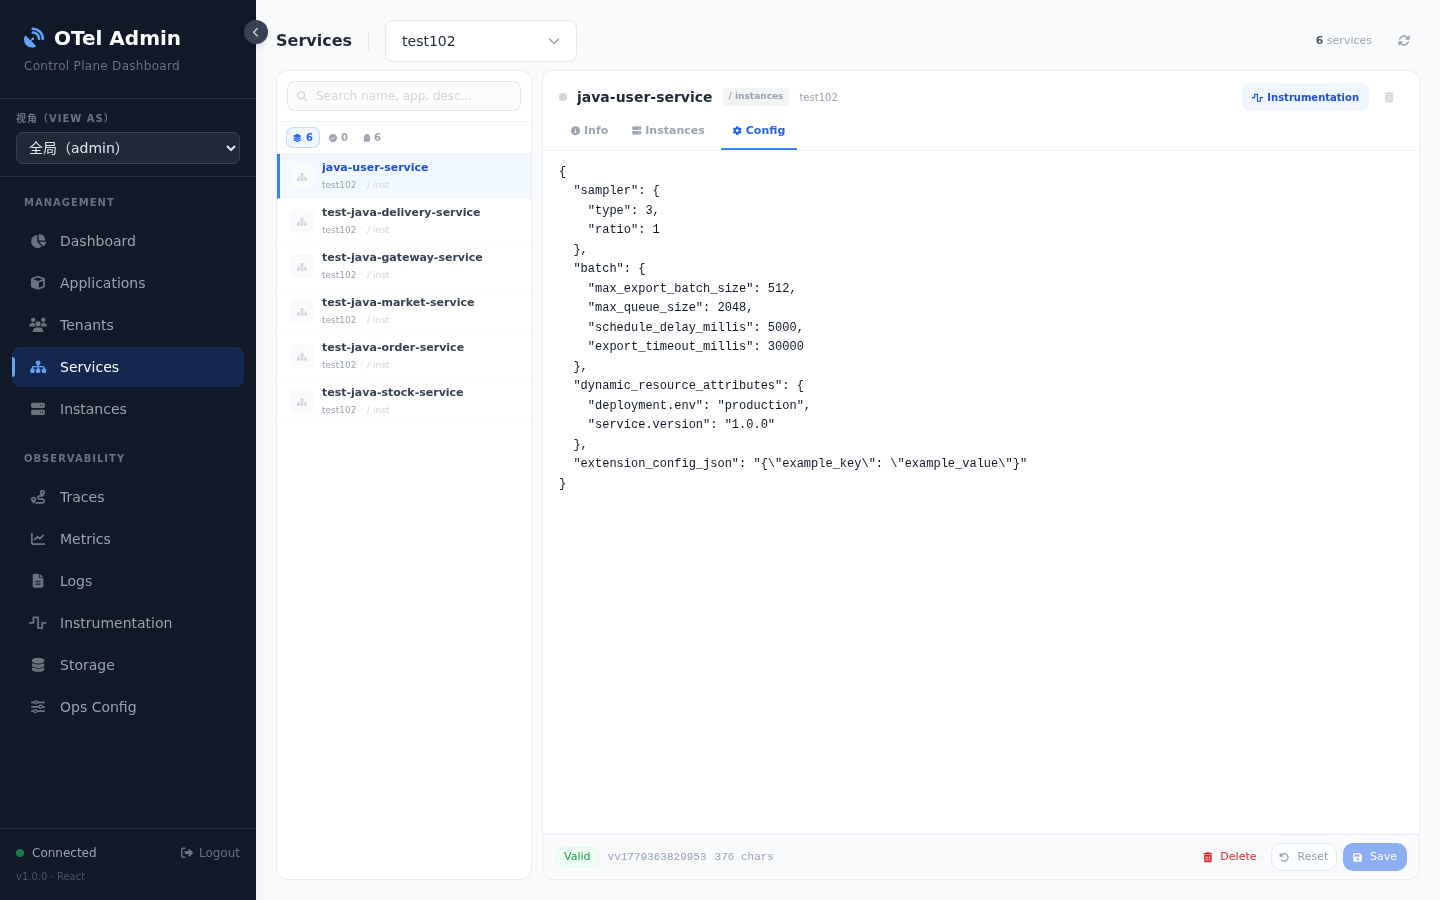 OTel Admin
Control Plane Dashboard
视角（VIEW AS）
全局（admin）
MANAGEMENT
Dashboard
Applications
Tenants
Services
Instances
OBSERVABILITY
Traces
Metrics
Logs
Instrumentation
Storage
Ops Config
Connected
Logout
v1.0.0 · React
Services
test102
6 services
Search name, app, desc...
6 0 6
java-user-service
test102 · / inst
test-java-delivery-service
test102 · / inst
test-java-gateway-service
test102 · / inst
test-java-market-service
test102 · / inst
test-java-order-service
test102 · / inst
test-java-stock-service
test102 · / inst
java-user-service / instances test102
Instrumentation
Info Instances Config
{
  "sampler": {
    "type": 3,
    "ratio": 1
  },
  "batch": {
    "max_export_batch_size": 512,
    "max_queue_size": 2048,
    "schedule_delay_millis": 5000,
    "export_timeout_millis": 30000
  },
  "dynamic_resource_attributes": {
    "deployment.env": "production",
    "service.version": "1.0.0"
  },
  "extension_config_json": "{\"example_key\": \"example_value\"}"
}
Valid vv1779363829953 376 chars
Delete Reset Save